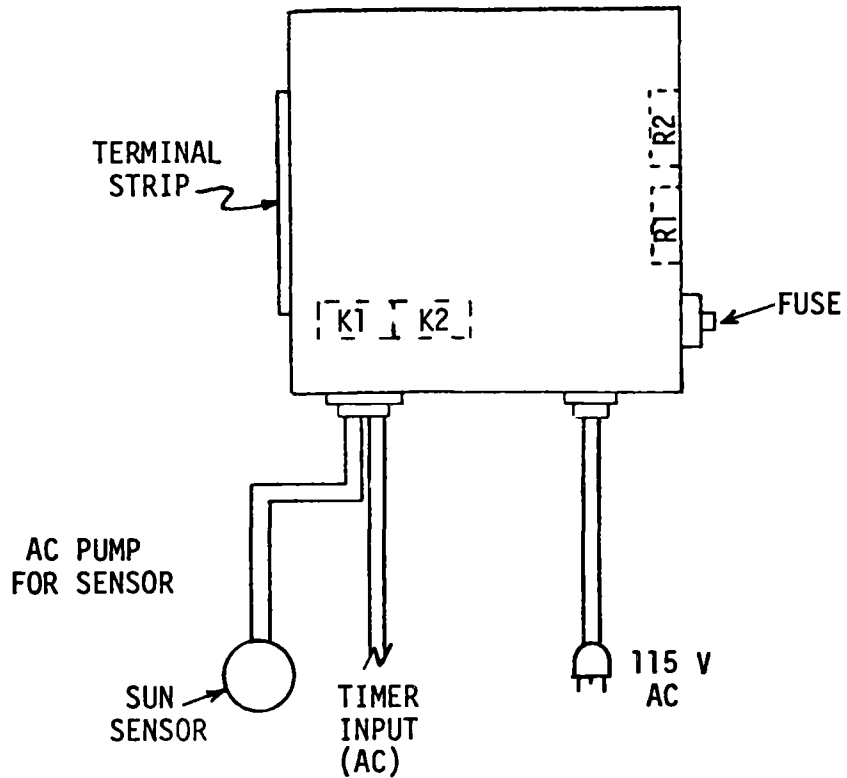 TERMINAL
STRIP
R2
R1
K1 K2
FUSE
AC PUMP
FOR SENSOR
SUN
SENSOR
TIMER
INPUT
(AC)
115 V
AC